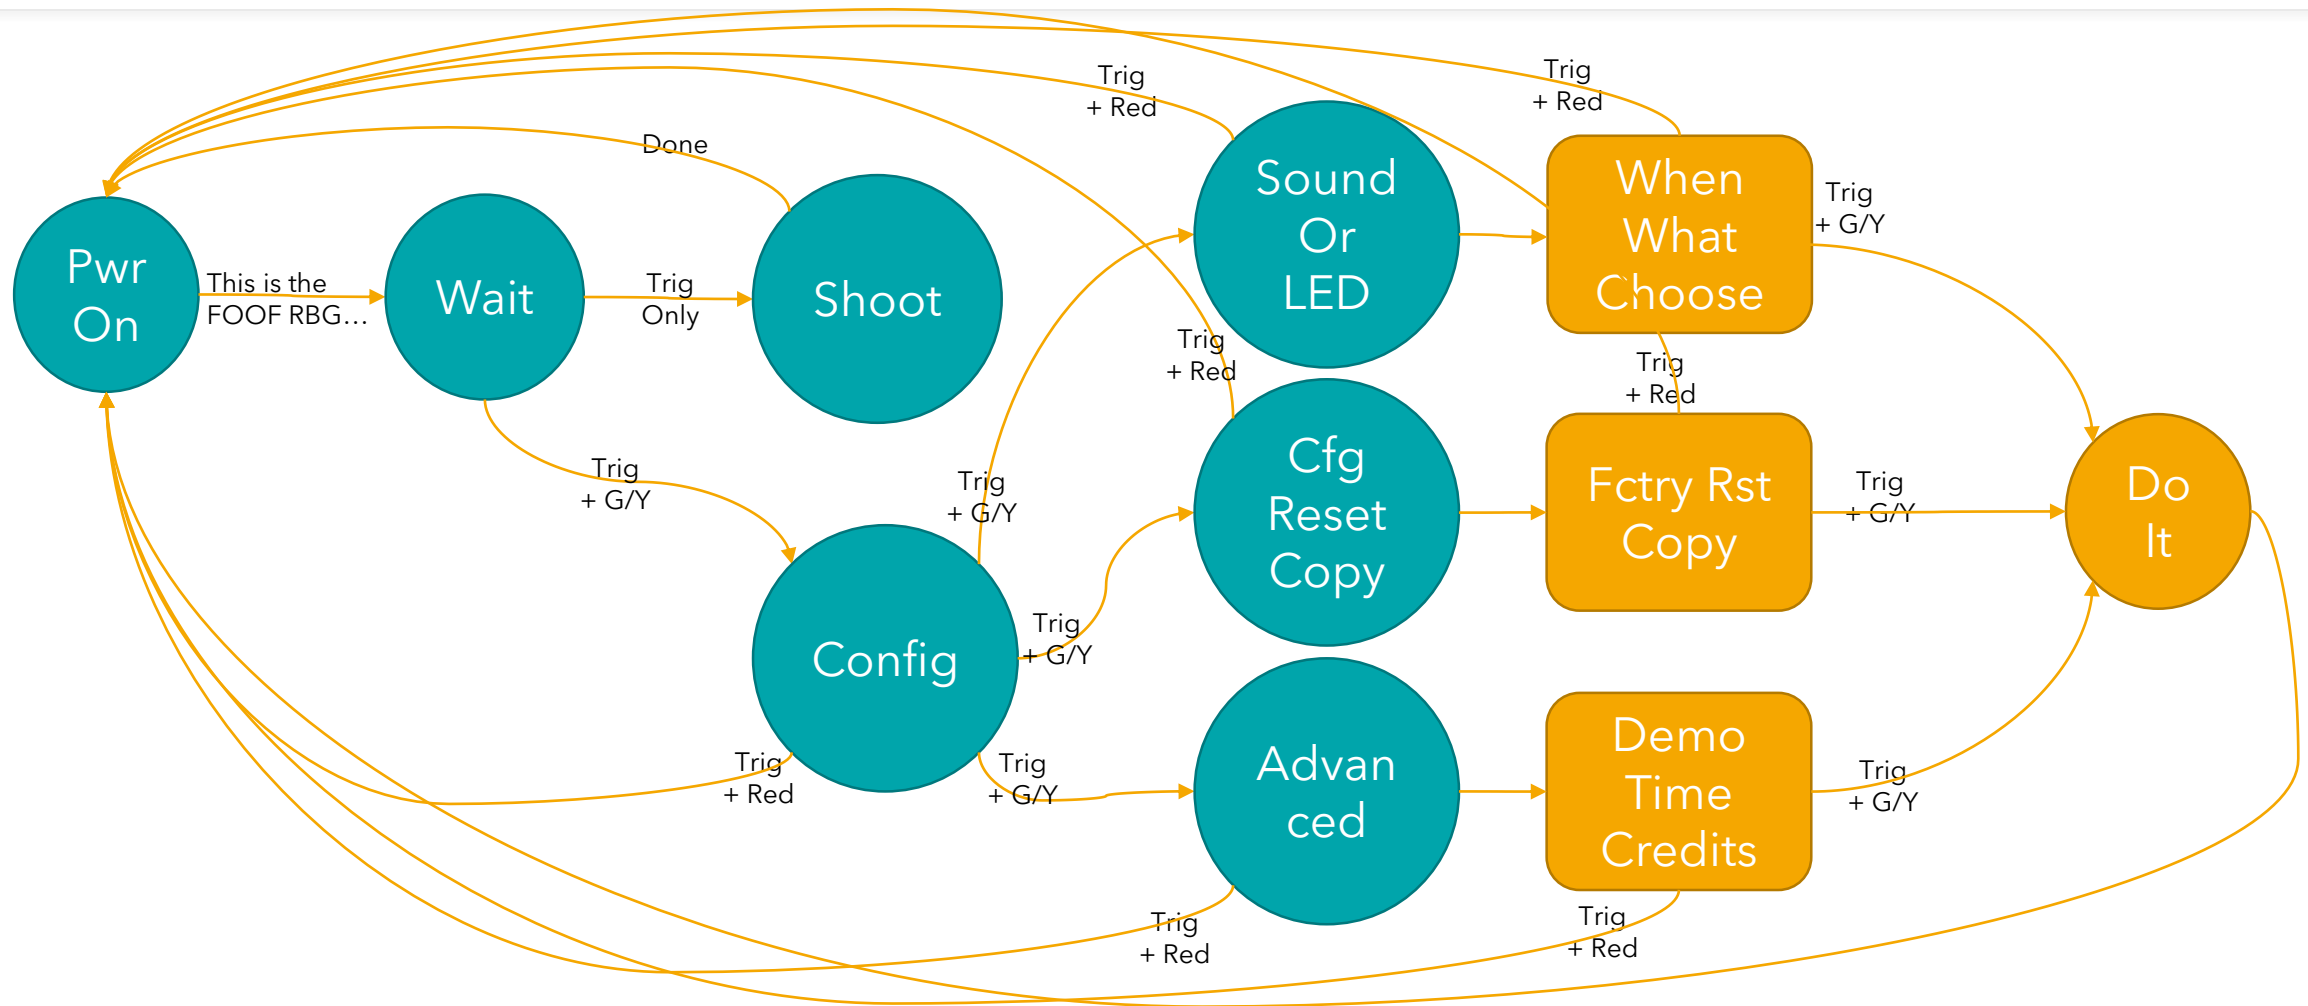 Trig
+ Red
Trig
+ Red
Done
Pwr
On
This is the
FOOF RBG...
Wait
Trig
Only
Shoot
Sound
Or
LED
When
What
Choose
Trig
+ G/Y
Trig
+ Red
Trig
+ Red
Trig
+ G/Y
Trig
+ G/Y
Cfg
Reset
Copy
Fctry Rst
Copy
Trig
+ G/Y
Do
It
Config
Trig
+ G/Y
Trig
+ Red
Trig
+ G/Y
Advan
ced
Demo
Time
Credits
Trig
+ G/Y
Trig
+ Red
Trig
+ Red